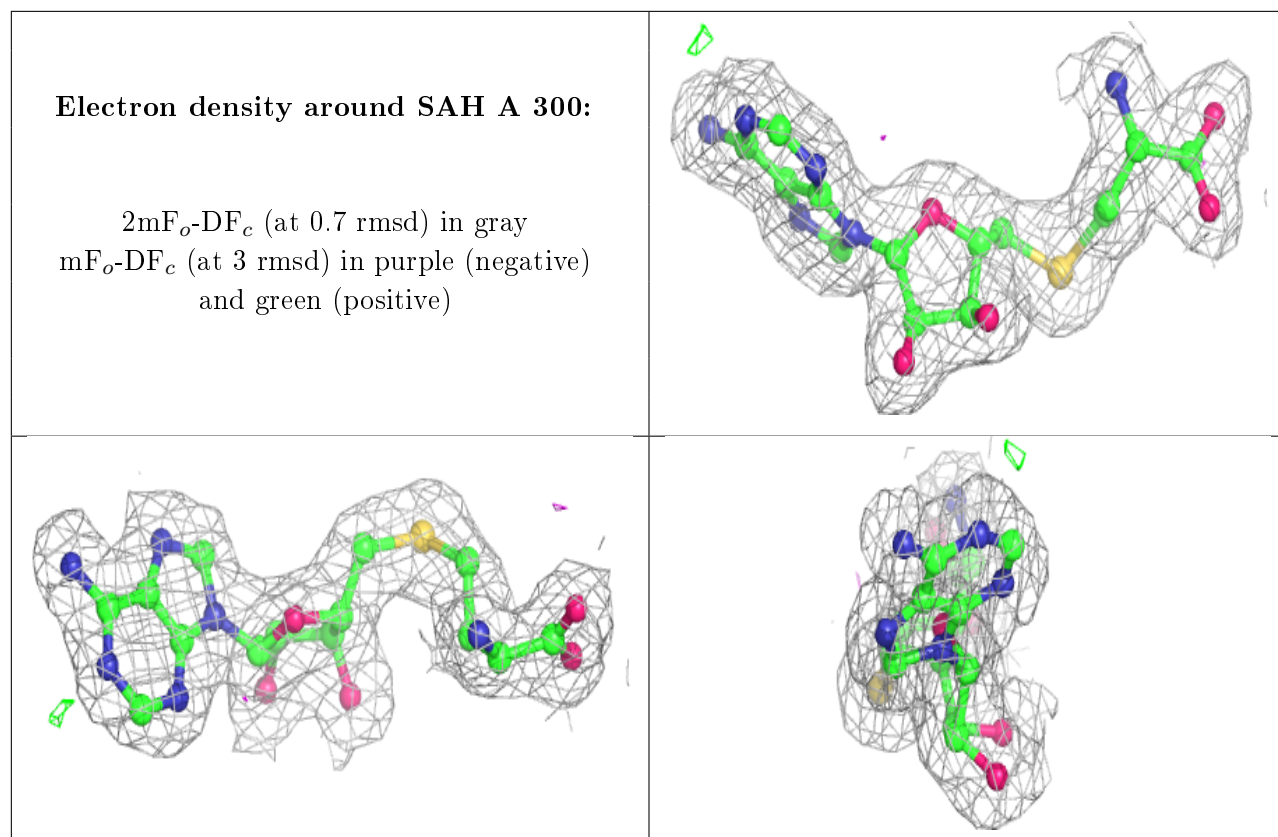 Electron density around SAH A 300:
2mFₒ-DF𝒸 (at 0.7 rmsd) in gray
mFₒ-DF𝒸 (at 3 rmsd) in purple (negative)
and green (positive)